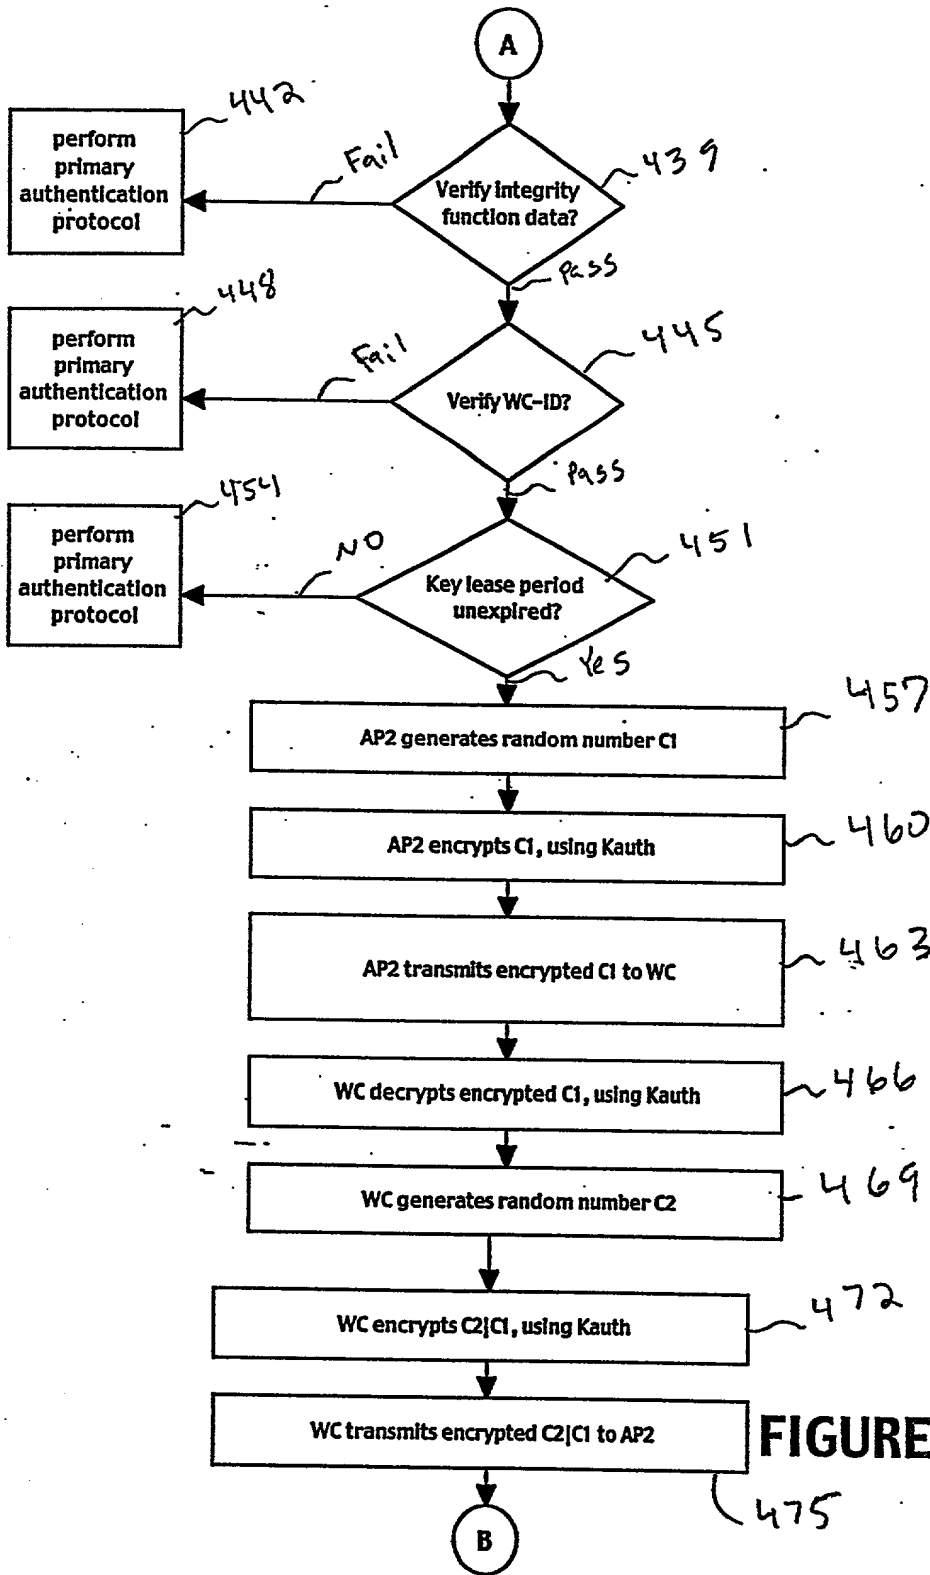 A
442
perform
primary
authentication
protocol
Fail
439
Verify integrity
function data?
Pass
448
perform
primary
authentication
protocol
Fail
445
Verify WC-ID?
Pass
454
perform
primary
authentication
protocol
NO
451
Key lease period
unexpired?
Yes
457
AP2 generates random number C1
460
AP2 encrypts C1, using Kauth
463
AP2 transmits encrypted C1 to WC
466
WC decrypts encrypted C1, using Kauth
469
WC generates random number C2
472
WC encrypts C2|C1, using Kauth
WC transmits encrypted C2|C1 to AP2
FIGURE
475
B